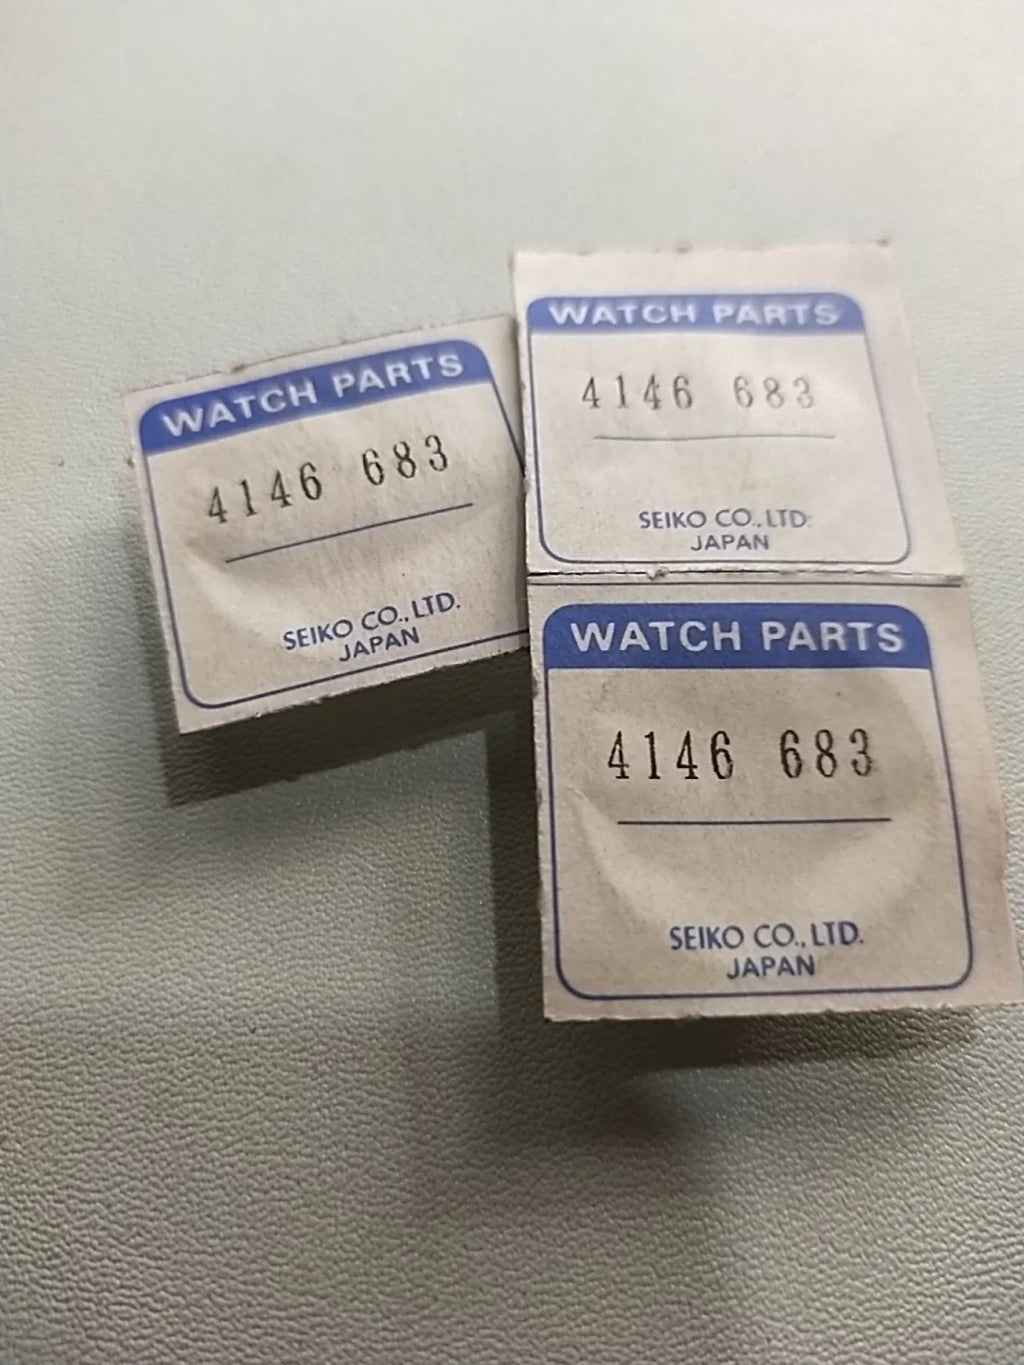 WATCH PARTS
4146 683
SEIKO CO., LTD.
JAPAN
WATCH PARTS
4146 683
SEIKO CO., LTD.
JAPAN
WATCH PARTS
4146 683
SEIKO CO., LTD.
JAPAN